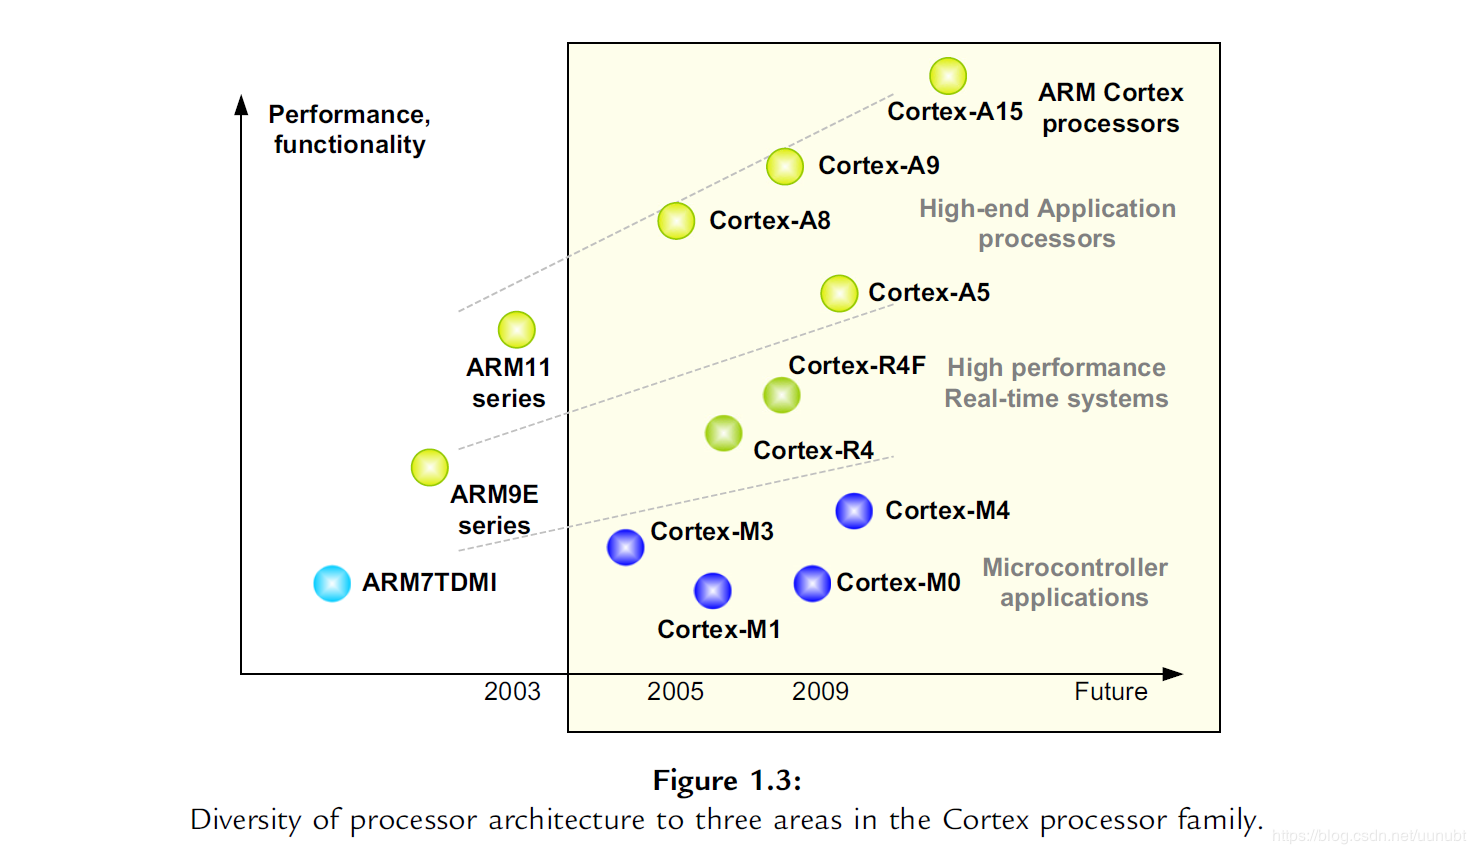 Performance,
functionality
Cortex-A15
ARM Cortex
processors
Cortex-A9
Cortex-A8
High-end Application
processors
Cortex-A5
ARM11
series
Cortex-R4F
High performance
Real-time systems
Cortex-R4
ARM9E
series
Cortex-M4
Cortex-M3
ARM7TDMI
Cortex-M0
Microcontroller
applications
Cortex-M1
2003
2005
2009
Future
Figure 1.3:
Diversity of processor architecture to three areas in the Cortex processor family.
https://blog.csdn.net/uunubt